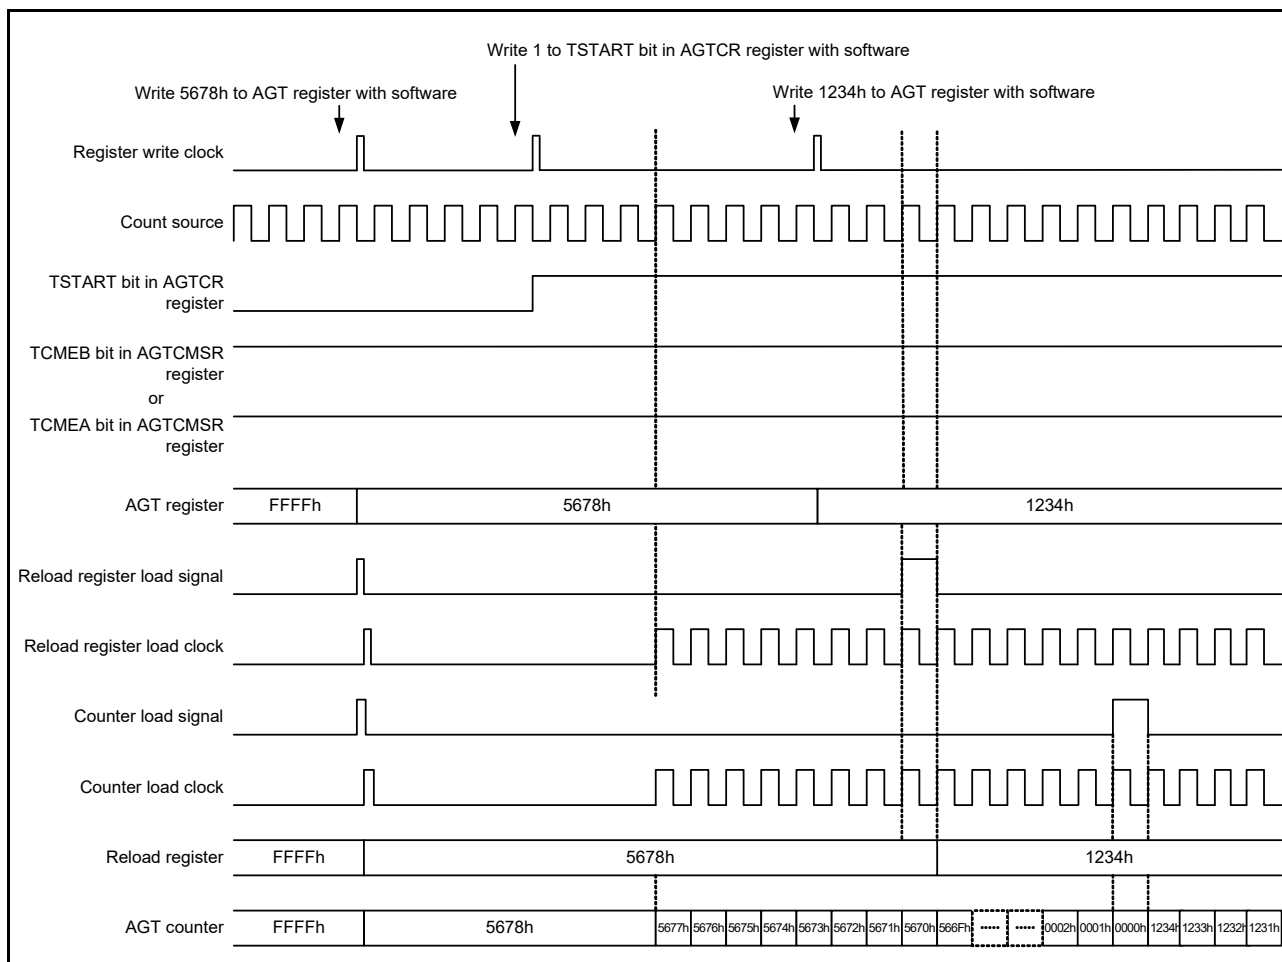 Write 1 to TSTART bit in AGTCR register with software
Write 5678h to AGT register with software
Write 1234h to AGT register with software
Register write clock
Count source
TSTART bit in AGTCR
register
TCMEB bit in AGTCMSR
register
or
TCMEA bit in AGTCMSR
register
AGT register FFFFh 5678h 1234h
Reload register load signal
Reload register load clock
Counter load signal
Counter load clock
Reload register FFFFh 5678h 1234h
AGT counter FFFFh 5678h 5677h 5676h 5675h 5674h 5673h 5672h 5671h 5670h 566Fh ····· ····· 0002h 0001h 0000h 1234h 1233h 1232h 1231h